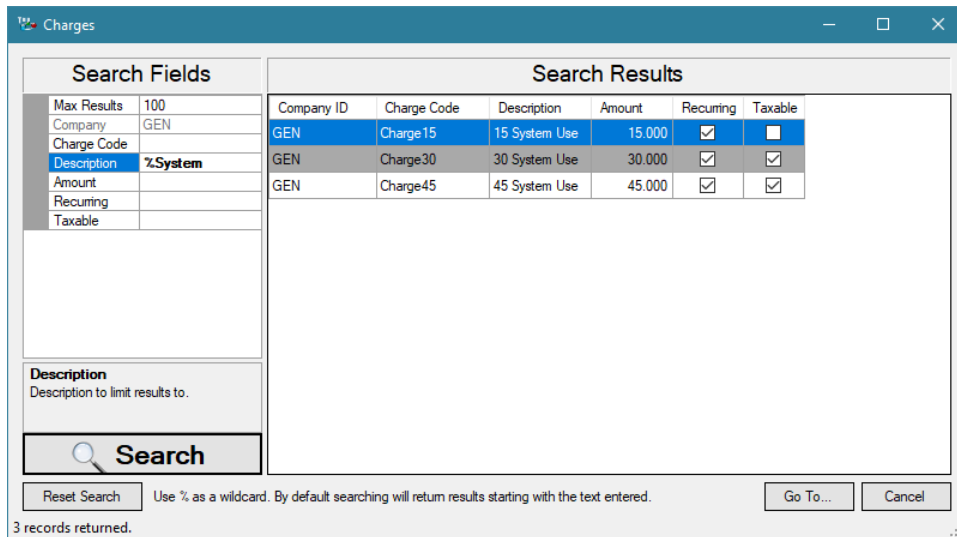 Charges
Search Fields
Max Results 100
Company GEN
Charge Code
Description %System
Amount
Recurring
Taxable
Description
Description to limit results to.
Search
Search Results
Company ID Charge Code Description Amount Recurring Taxable
GEN Charge15 15 System Use 15.000
GEN Charge30 30 System Use 30.000
GEN Charge45 45 System Use 45.000
Reset Search Use % as a wildcard. By default searching will return results starting with the text entered. Go To... Cancel
3 records returned.